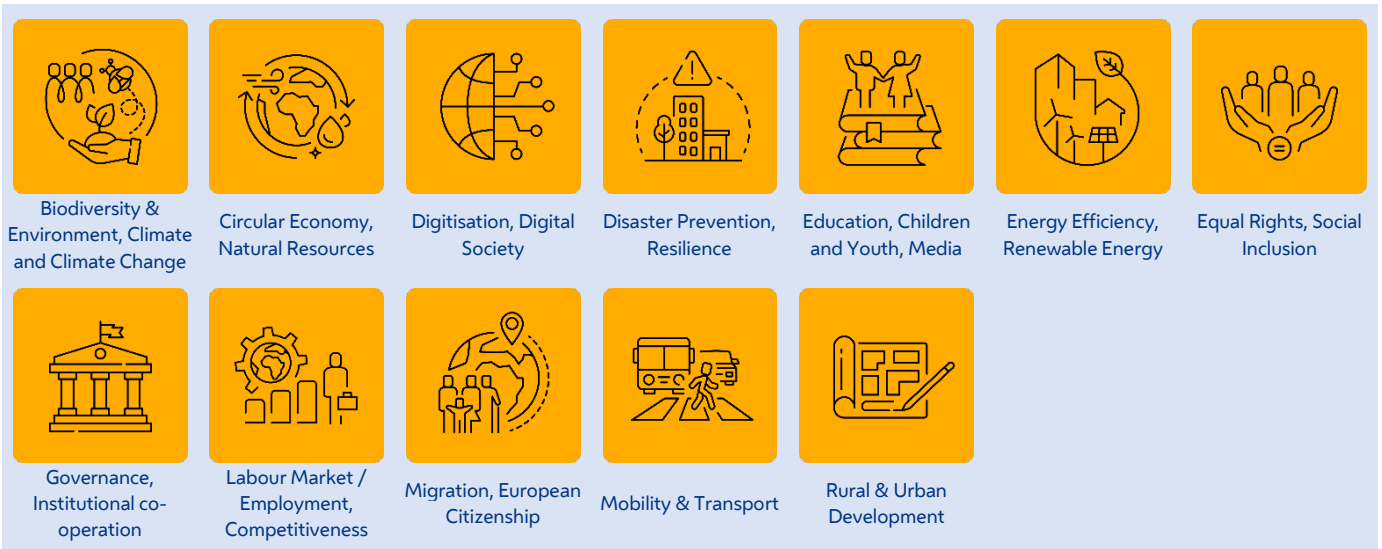 Biodiversity &
Environment, Climate
and Climate Change
Circular Economy,
Natural Resources
Digitisation, Digital
Society
Disaster Prevention,
Resilience
Education, Children
and Youth, Media
Energy Efficiency,
Renewable Energy
Equal Rights, Social
Inclusion
Governance,
Institutional co-
operation
Labour Market /
Employment,
Competitiveness
Migration, European
Citizenship
Mobility & Transport
Rural & Urban
Development